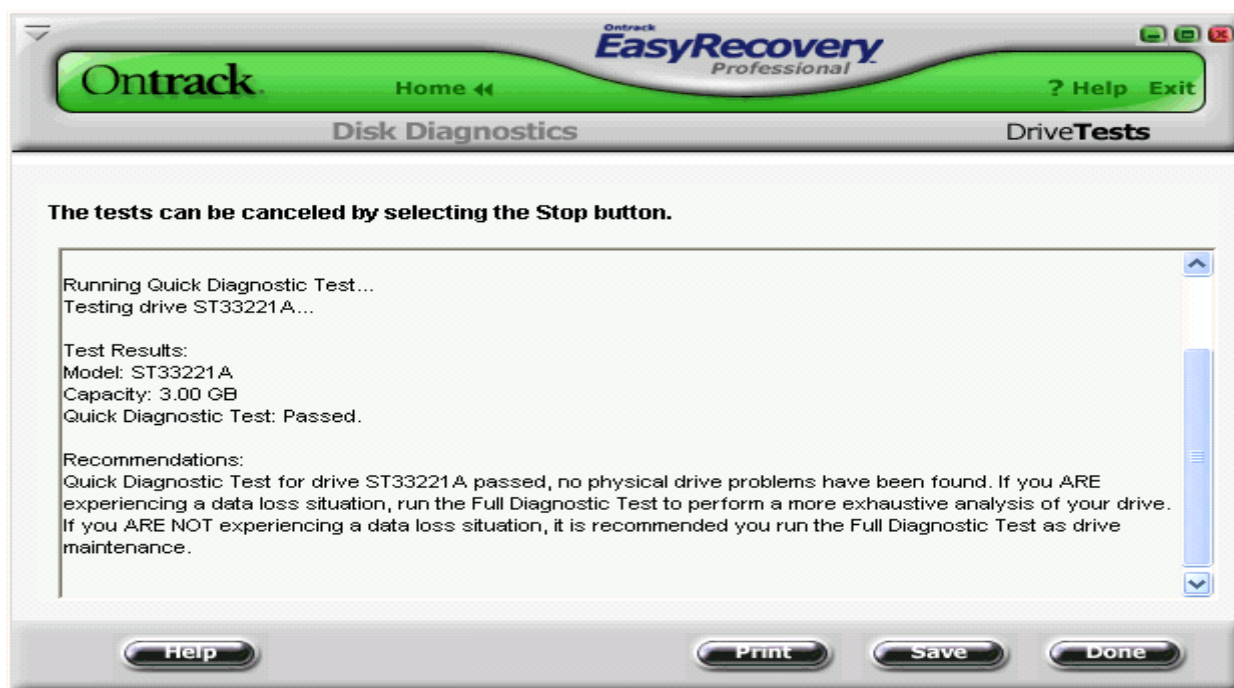 Ontrack
EasyRecovery
Professional
Ontrack.
Home
? Help Exit
Disk Diagnostics
DriveTests
The tests can be canceled by selecting the Stop button.
Running Quick Diagnostic Test...
Testing drive ST33221A...
Test Results:
Model: ST33221A
Capacity: 3.00 GB
Quick Diagnostic Test: Passed.
Recommendations:
Quick Diagnostic Test for drive ST33221A passed, no physical drive problems have been found. If you ARE
experiencing a data loss situation, run the Full Diagnostic Test to perform a more exhaustive analysis of your drive.
If you ARE NOT experiencing a data loss situation, it is recommended you run the Full Diagnostic Test as drive
maintenance.
Help Print Save Done